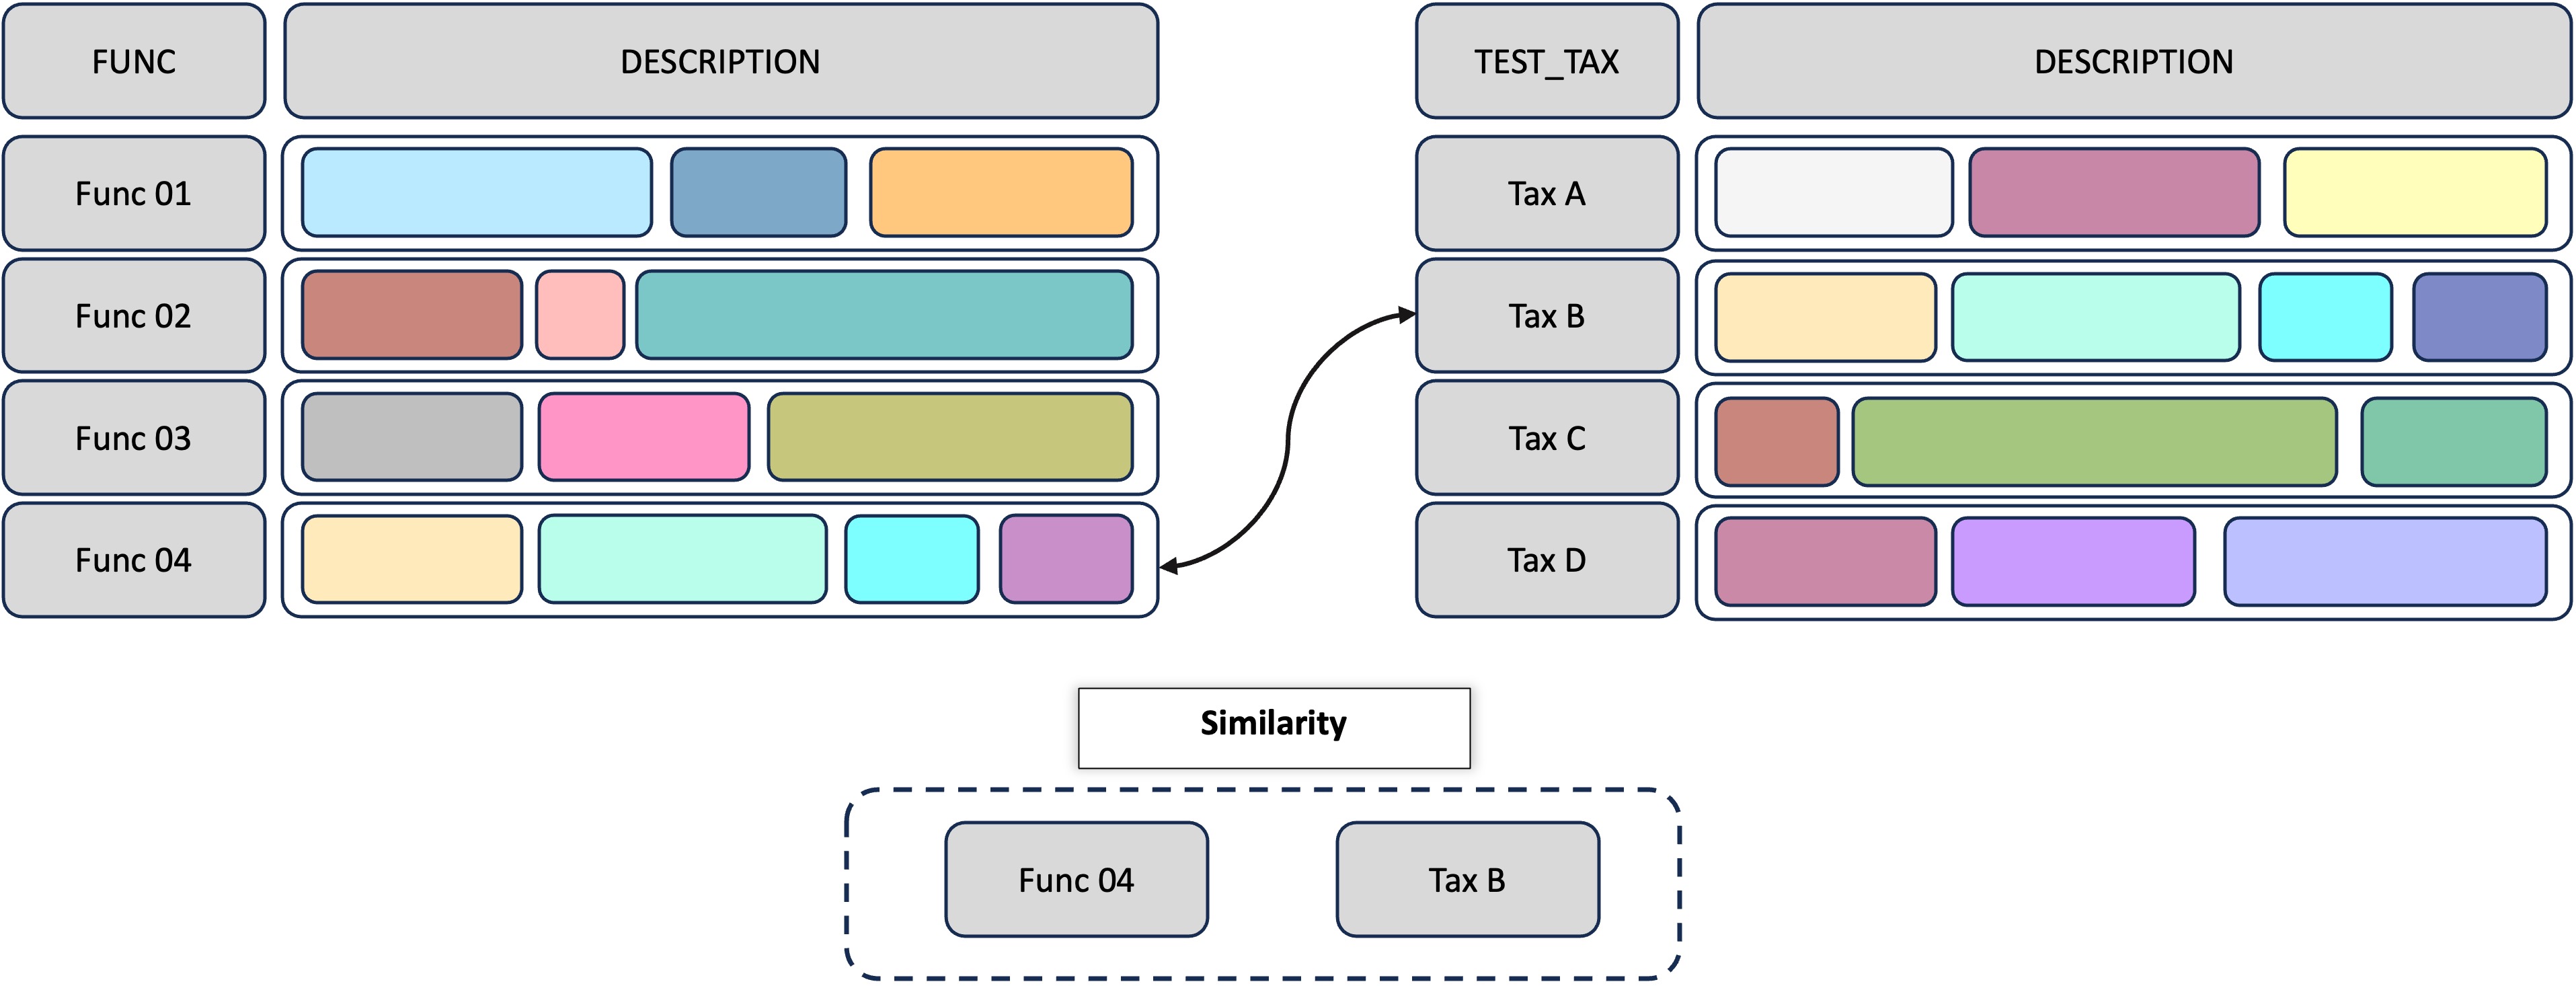 FUNC
DESCRIPTION
TEST_TAX
DESCRIPTION
Func 01
Tax A
Func 02
Tax B
Func 03
Tax C
Func 04
Tax D
Similarity
Func 04
Tax B